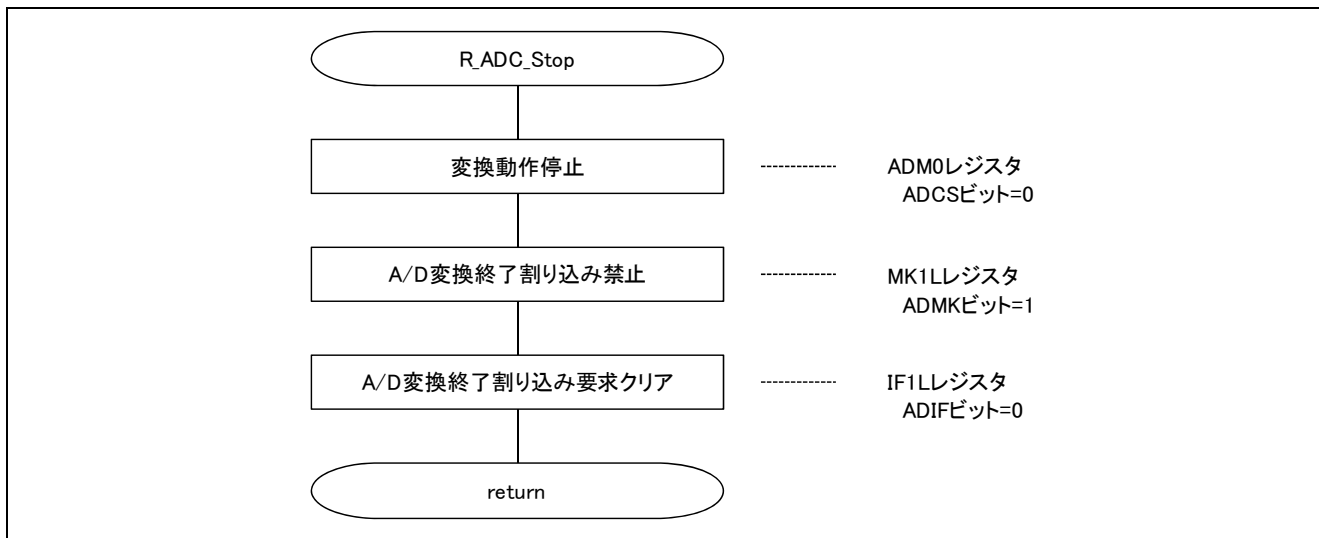 R_ADC_Stop
変換動作停止
ADM0レジスタ
ADCSビット=0
A/D変換終了割り込み禁止
MK1Lレジスタ
ADMKビット=1
A/D変換終了割り込み要求クリア
IF1Lレジスタ
ADIFビット=0
return